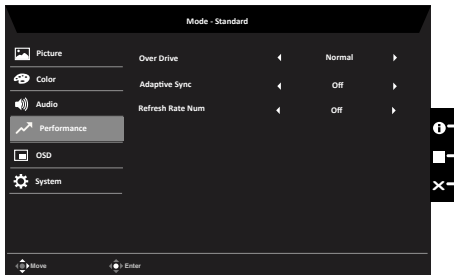 Mode - Standard
Picture
Over Drive Normal
Color
Adaptive Sync Off
Audio
Refresh Rate Num Off
Performance
OSD
System
Move Enter